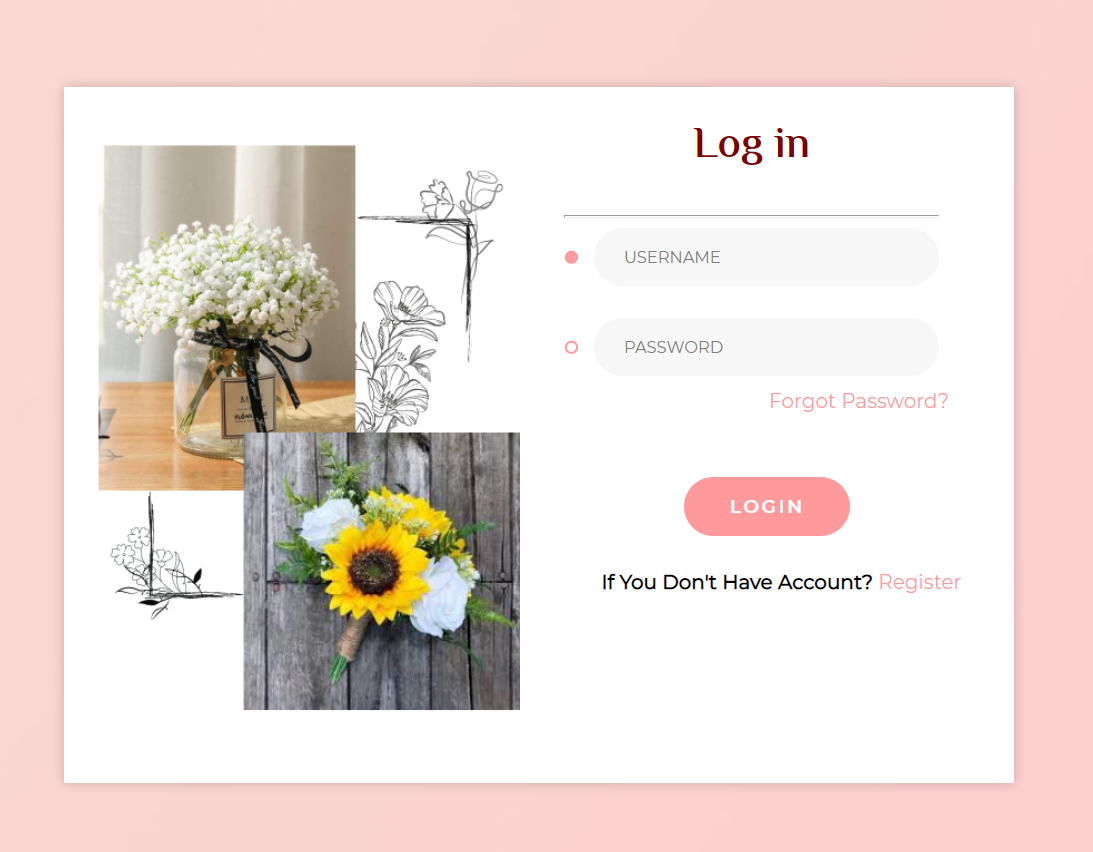 Log in
USERNAME
PASSWORD
Forgot Password?
LOGIN
If You Don't Have Account? Register